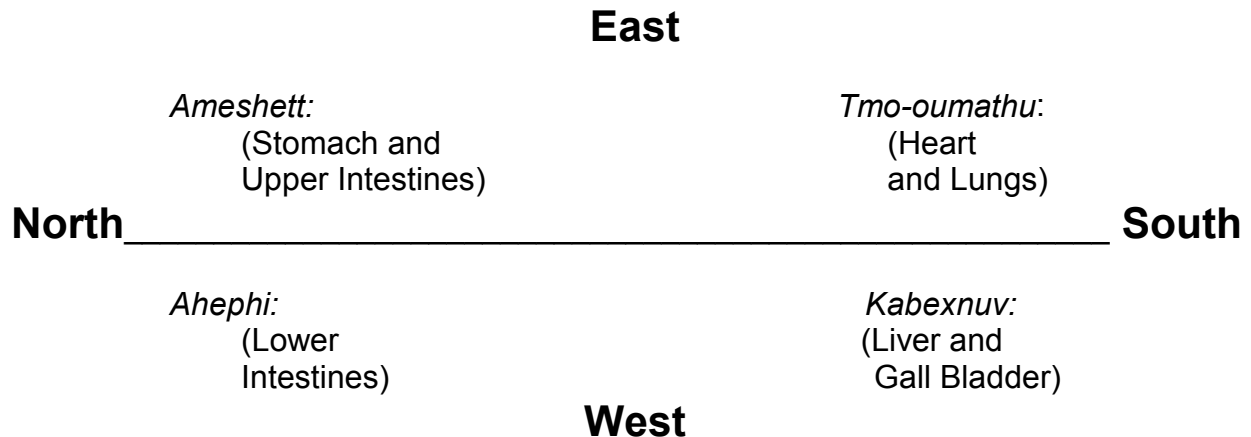 East
Ameshett: Tmo-oumathu:
(Stomach and (Heart
Upper Intestines) and Lungs)
North South
Ahephi: Kabexnuv:
(Lower (Liver and
Intestines) Gall Bladder)
West